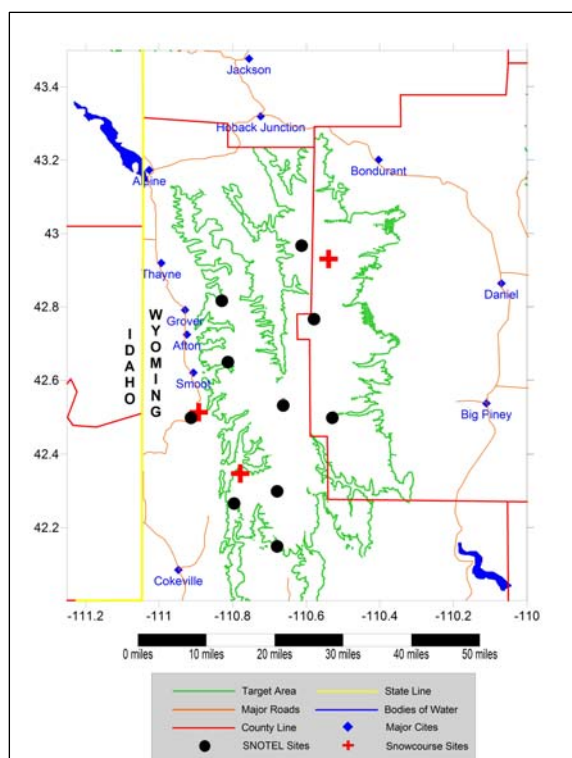 43.4
Jackson
Hoback Junction
43.2
Bondurant
Alpine
43
Thayne
Daniel
42.8
Grover
Afton
IDAHO
WYOMING
42.6
Smoot
Big Piney
42.4
42.2
Cokeville
-111.2 -111 -110.8 -110.6 -110.4 -110.2 -110
0 miles 10 miles 20 miles 30 miles 40 miles 50 miles
Target Area State Line
Major Roads Bodies of Water
County Line Major Cites
SNOTEL Sites Snowcourse Sites